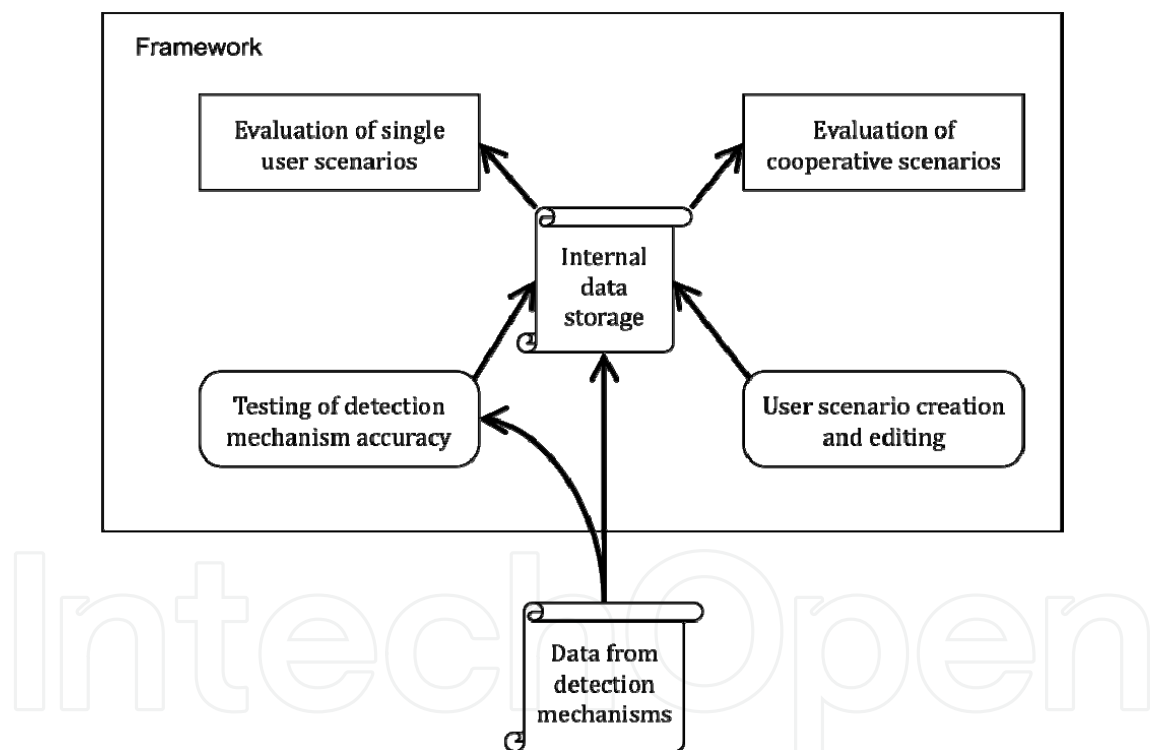 Framework
Evaluation of single
user scenarios
Evaluation of
cooperative scenarios
Internal
data
storage
Testing of detection
mechanism accuracy
User scenario creation
and editing
Data from
detection
mechanisms
IntechOpen